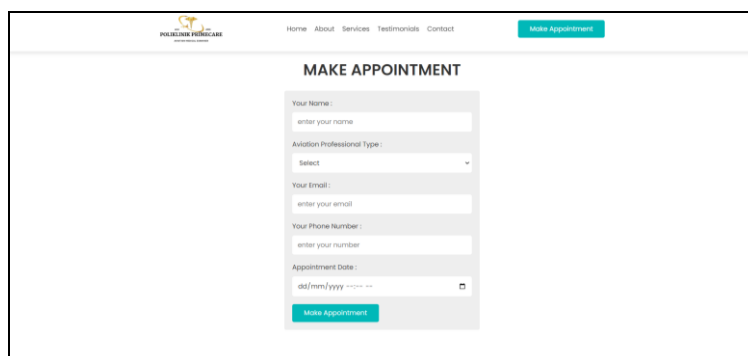 POLIKLINIK PRIMECARE
Home About Services Testimonials Contact
Make Appointment
MAKE APPOINTMENT
Your Name :
enter your name
Aviation Professional Type :
Select
Your Email :
enter your email
Your Phone Number :
enter your number
Appointment Date :
dd/mm/yyyy --:-- --
Make Appointment